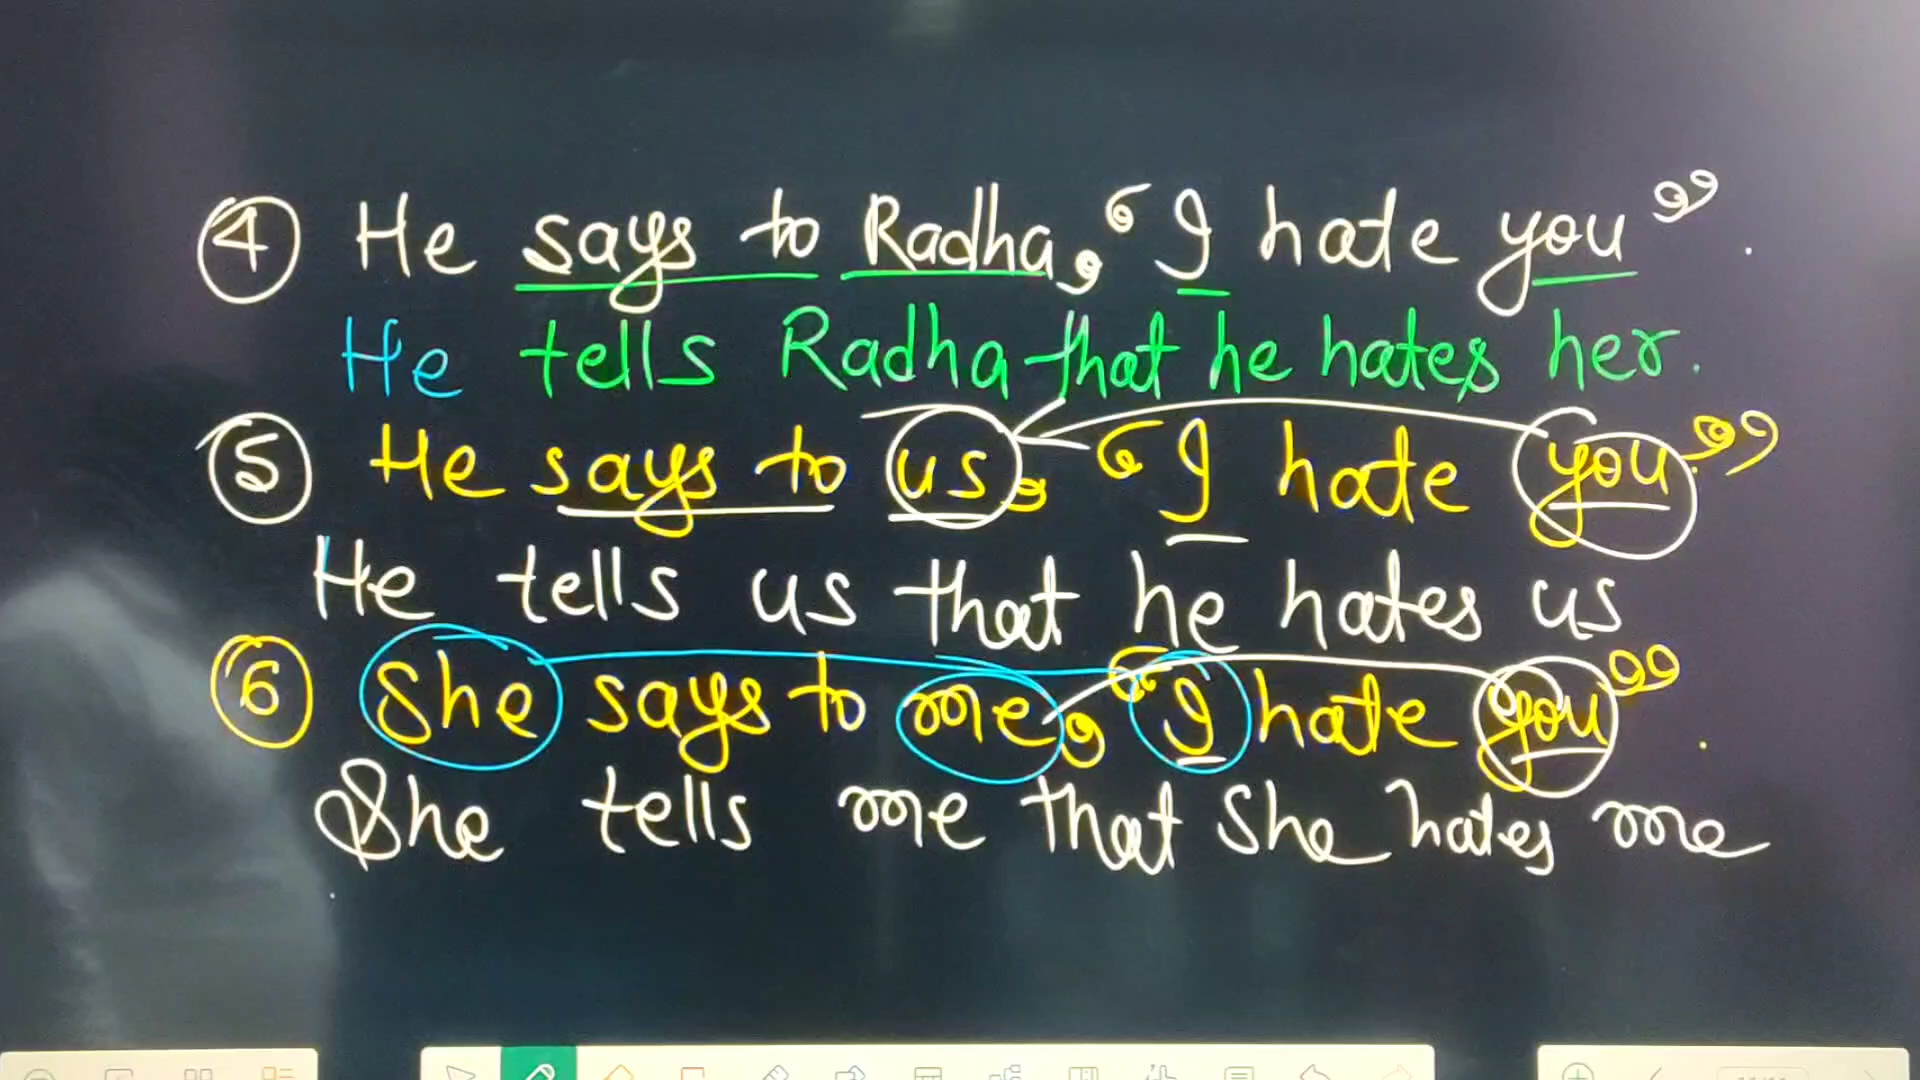 ④ He says to Radha, "I hate you".
He tells Radha that he hates her.
⑤ He says to us, "I hate you"
He tells us that he hates us
⑥ She says to me, "I hate you".
She tells me that she hates me